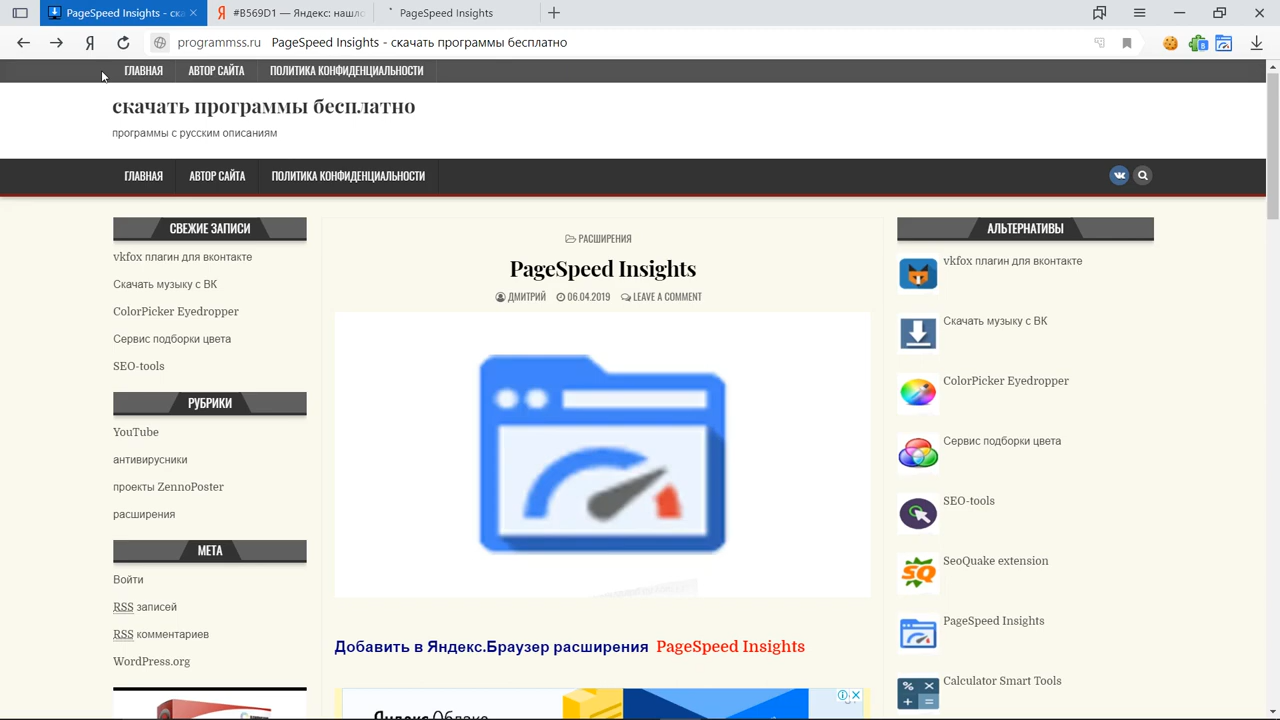 PageSpeed Insights - ска
#B569D1 — Яндекс: нашло
PageSpeed Insights
Я
programmss.ru
PageSpeed Insights - скачать программы бесплатно
ГЛАВНАЯ
АВТОР САЙТА
ПОЛИТИКА КОНФИДЕНЦИАЛЬНОСТИ
скачать программы бесплатно
программы с русским описаниям
ГЛАВНАЯ
АВТОР САЙТА
ПОЛИТИКА КОНФИДЕНЦИАЛЬНОСТИ
СВЕЖИЕ ЗАПИСИ
vkfox плагин для вконтакте
Скачать музыку с ВК
ColorPicker Eyedropper
Сервис подборки цвета
SEO-tools
РУБРИКИ
YouTube
антивирусники
проекты ZennoPoster
расширения
МЕТА
Войти
RSS записей
RSS комментариев
WordPress.org
РАСШИРЕНИЯ
PageSpeed Insights
ДМИТРИЙ
06.04.2019
LEAVE A COMMENT
Добавить в Яндекс.Браузер расширения PageSpeed Insights
Яндекс.Облако
АЛЬТЕРНАТИВЫ
vkfox плагин для вконтакте
Скачать музыку с ВК
ColorPicker Eyedropper
Сервис подборки цвета
SEO-tools
SQ
SeoQuake extension
PageSpeed Insights
Calculator Smart Tools